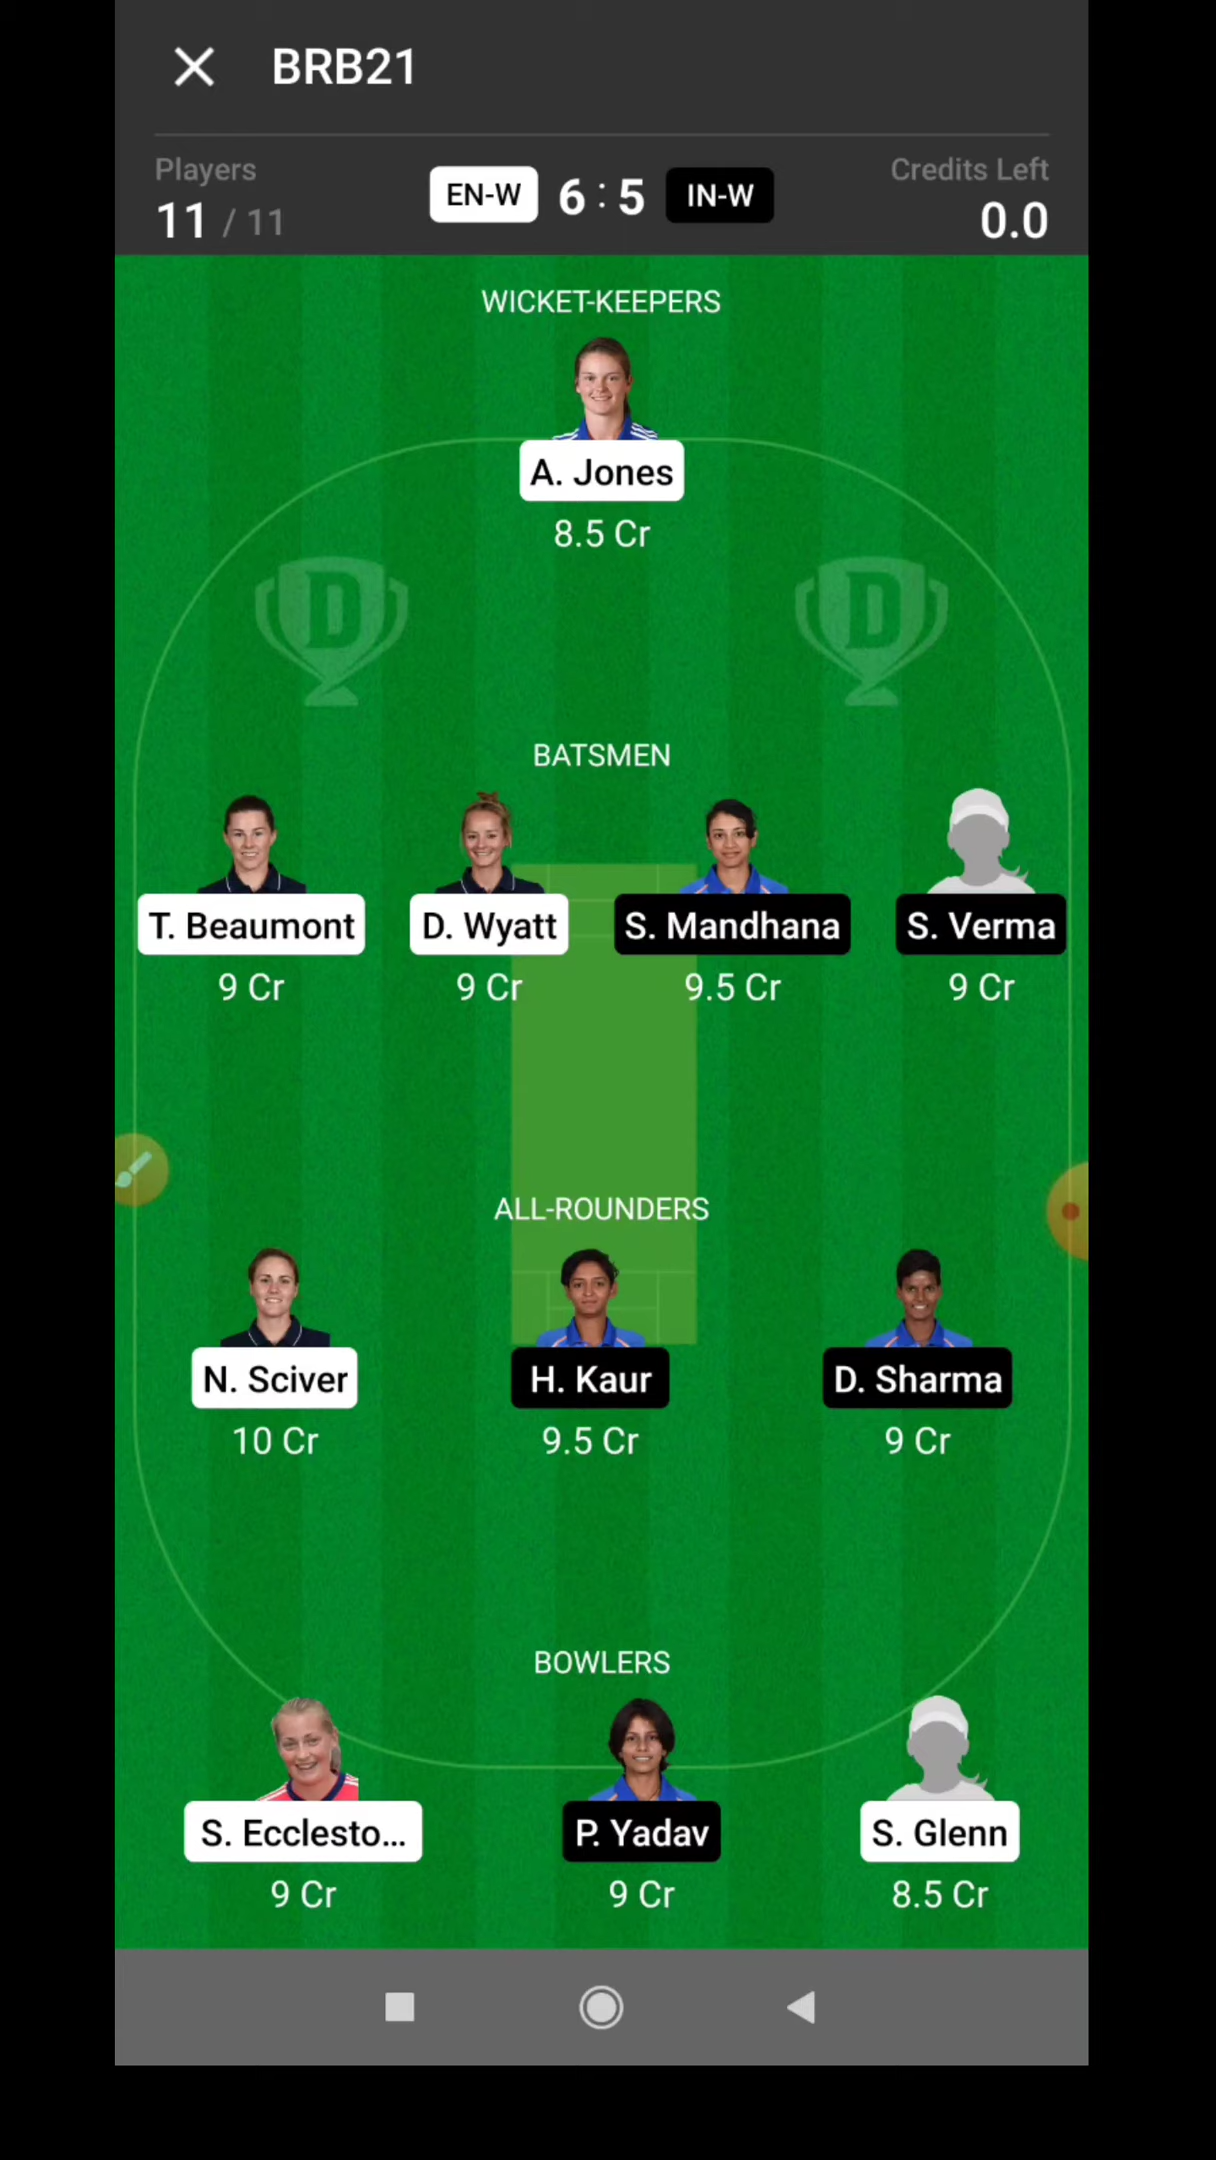 BRB21
Players
11 / 11
EN-W 6 : 5 IN-W
Credits Left
0.0
WICKET-KEEPERS
A. Jones
8.5 Cr
D D
BATSMEN
T. Beaumont D. Wyatt S. Mandhana S. Verma
9 Cr 9 Cr 9.5 Cr 9 Cr
ALL-ROUNDERS
N. Sciver H. Kaur D. Sharma
10 Cr 9.5 Cr 9 Cr
BOWLERS
S. Ecclesto... P. Yadav S. Glenn
9 Cr 9 Cr 8.5 Cr